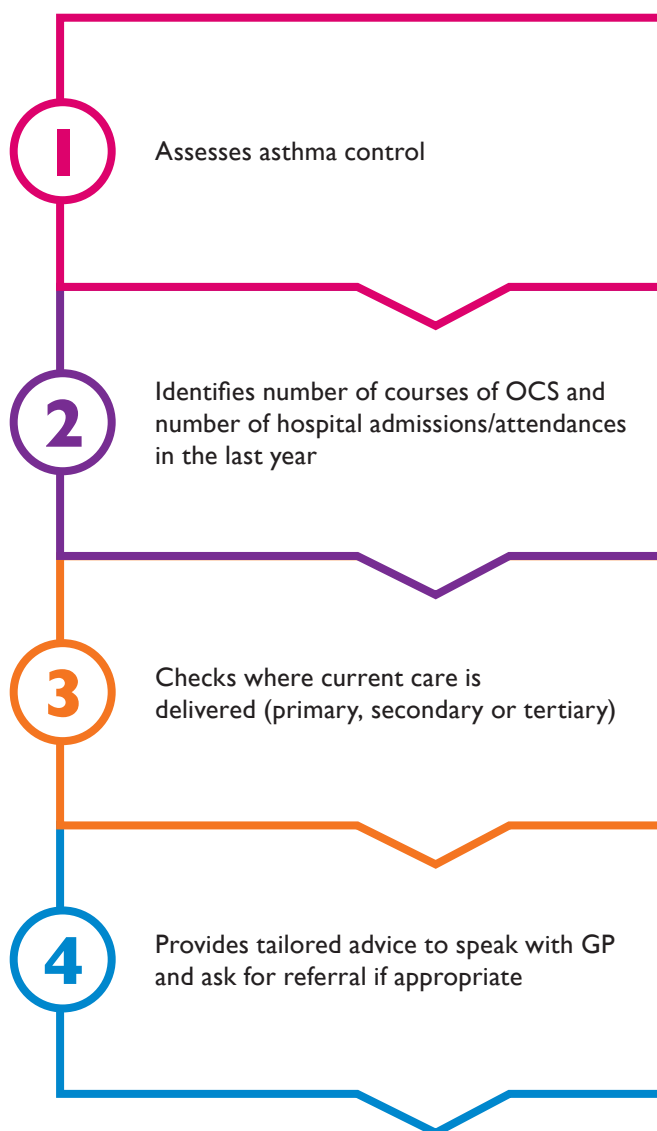 1
Assesses asthma control
2
Identifies number of courses of OCS and
number of hospital admissions/attendances
in the last year
3
Checks where current care is
delivered (primary, secondary or tertiary)
4
Provides tailored advice to speak with GP
and ask for referral if appropriate